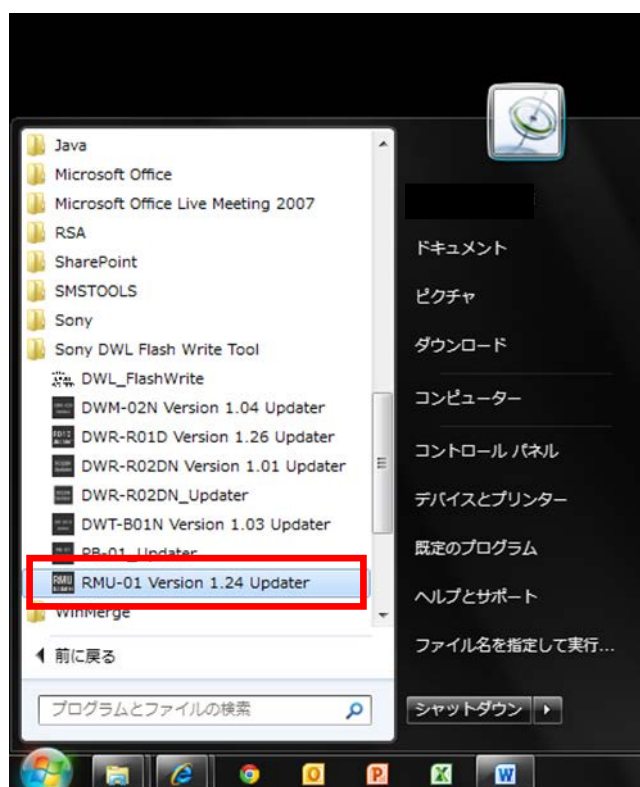 Java
Microsoft Office
Microsoft Office Live Meeting 2007
RSA
SharePoint
SMSTOOLS
Sony
Sony DWL Flash Write Tool
DWL_FlashWrite
DWM-02N Version 1.04 Updater
DWR-R01D Version 1.26 Updater
DWR-R02DN Version 1.01 Updater
DWR-R02DN_Updater
DWT-B01N Version 1.03 Updater
RB-01_Updater
RMU-01 Version 1.24 Updater
WinMerge
前に戻る
プログラムとファイルの検索
ドキュメント
ピクチャ
ダウンロード
コンピューター
コントロール パネル
デバイスとプリンター
既定のプログラム
ヘルプとサポート
ファイル名を指定して実行...
シャットダウン